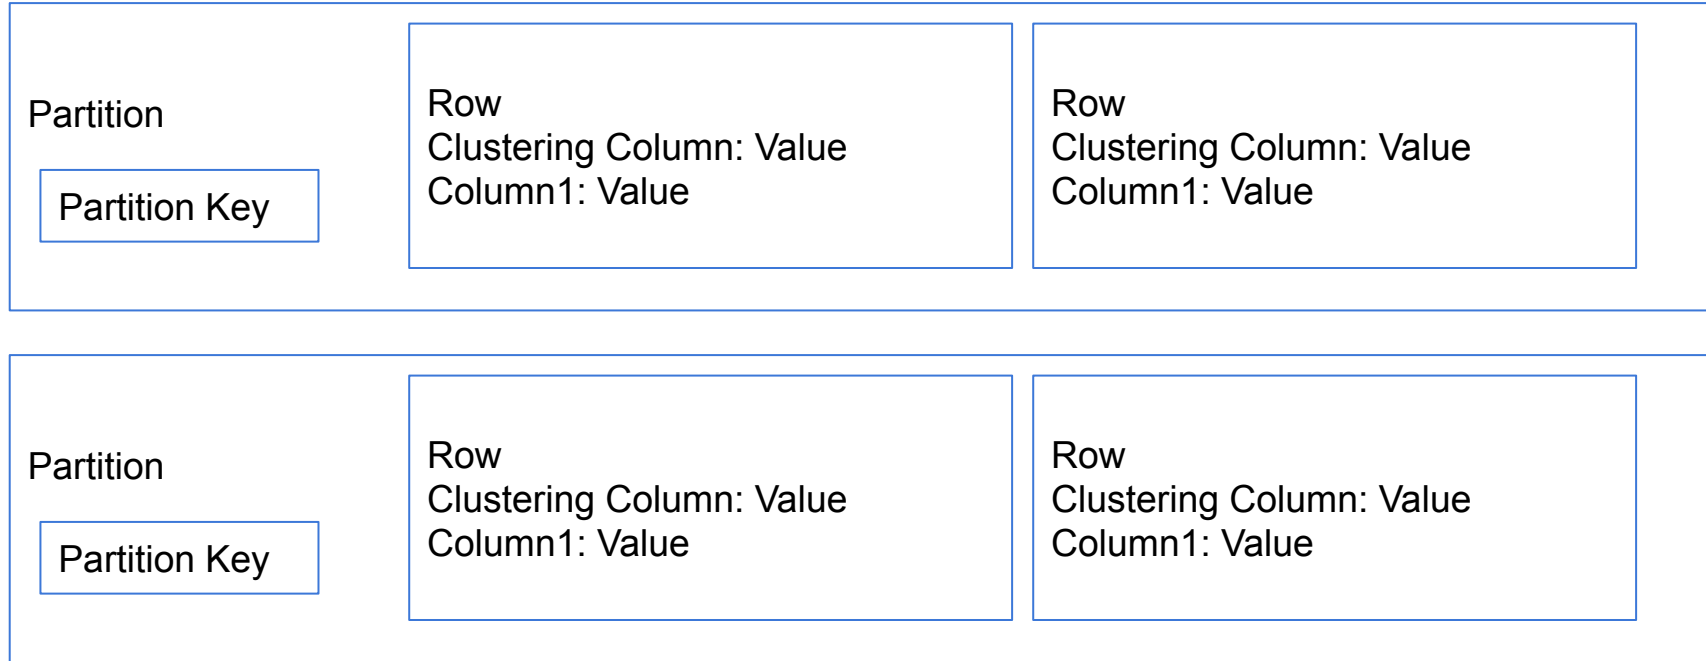 Partition
Partition Key
Row
Clustering Column: Value
Column1: Value
Row
Clustering Column: Value
Column1: Value
Partition
Partition Key
Row
Clustering Column: Value
Column1: Value
Row
Clustering Column: Value
Column1: Value